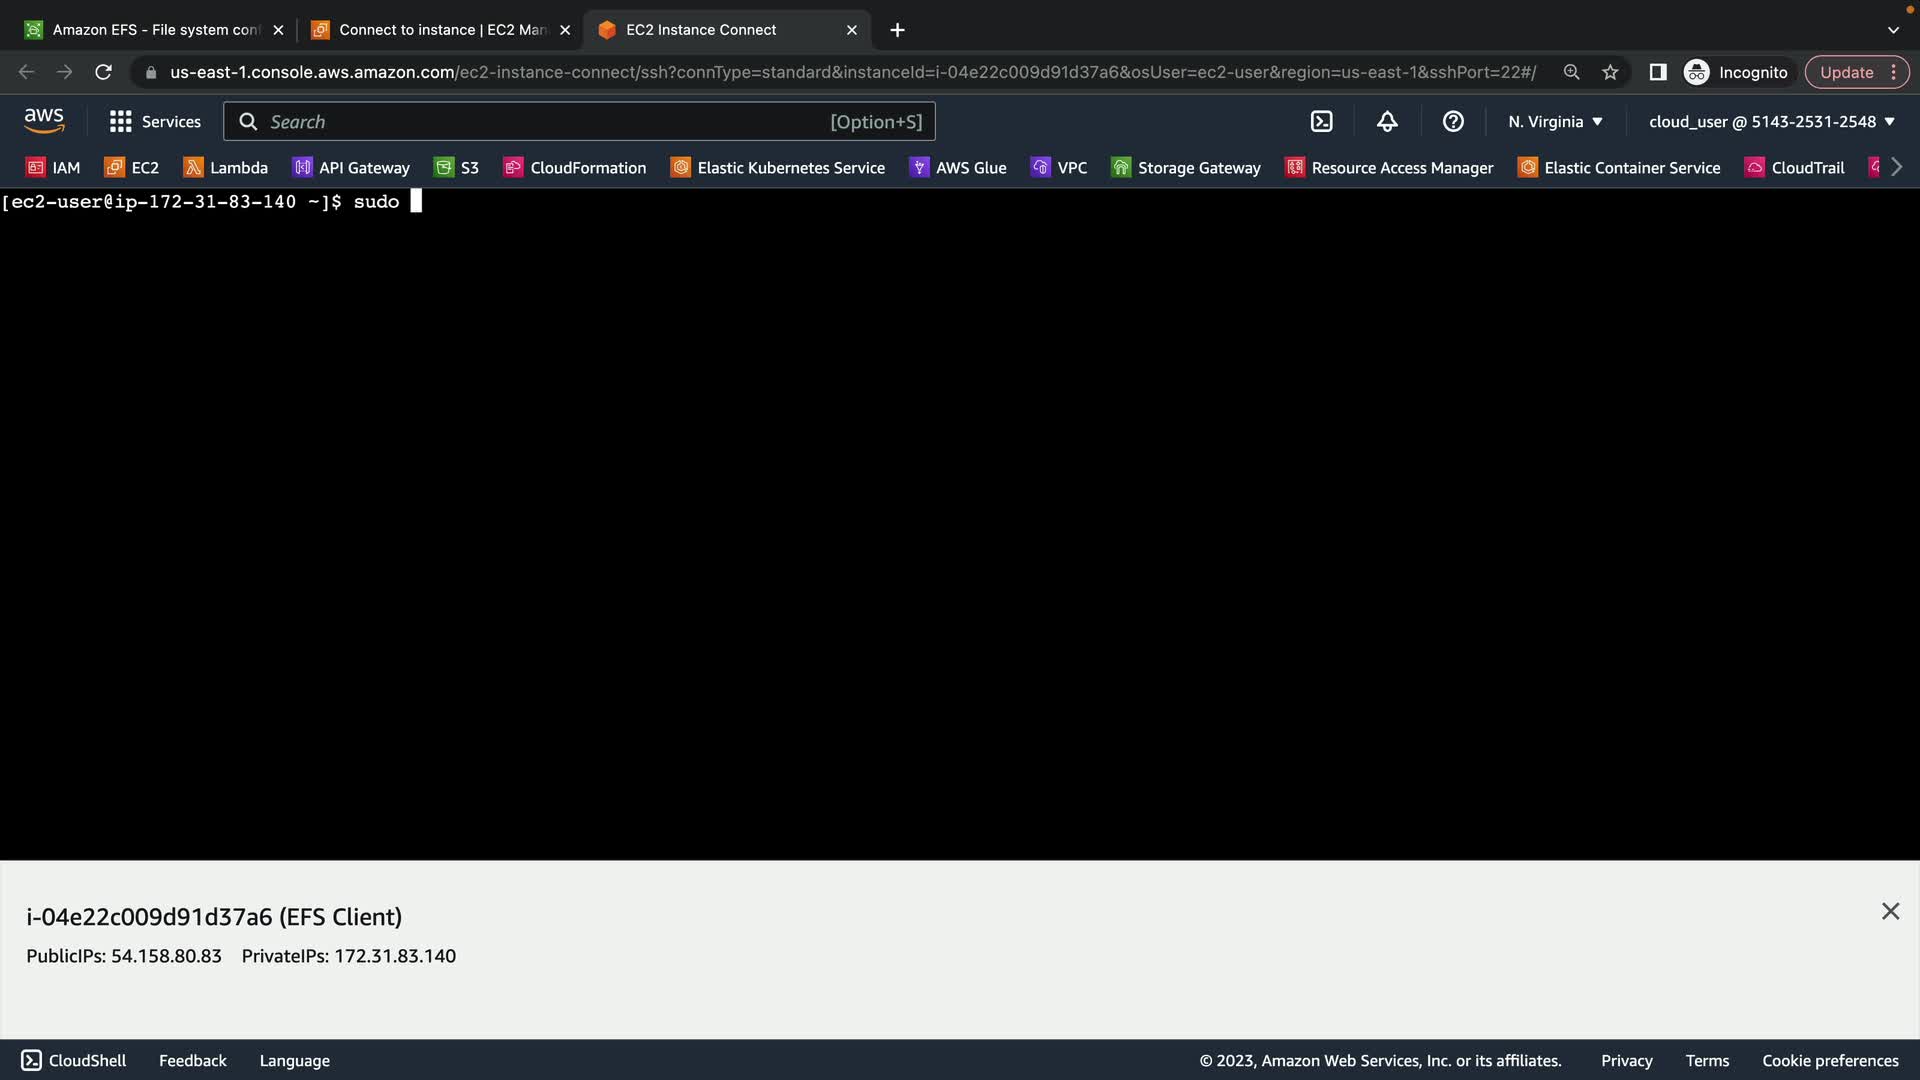 Amazon EFS - File system con
Connect to instance | EC2 Man
EC2 Instance Connect
us-east-1.console.aws.amazon.com/ec2-instance-connect/ssh?connType=standard&instanceId=i-04e22c009d91d37a6&osUser=ec2-user&region=us-east-1&sshPort=22#/
Incognito
Update
aws
Services
Search
[Option+S]
N. Virginia
cloud_user @ 5143-2531-2548
IAM
EC2
Lambda
API Gateway
S3
CloudFormation
Elastic Kubernetes Service
AWS Glue
VPC
Storage Gateway
Resource Access Manager
Elastic Container Service
CloudTrail
[ec2-user@ip-172-31-83-140 ~]$ sudo
i-04e22c009d91d37a6 (EFS Client)
PublicIPs: 54.158.80.83 PrivateIPs: 172.31.83.140
CloudShell
Feedback
Language
© 2023, Amazon Web Services, Inc. or its affiliates.
Privacy
Terms
Cookie preferences